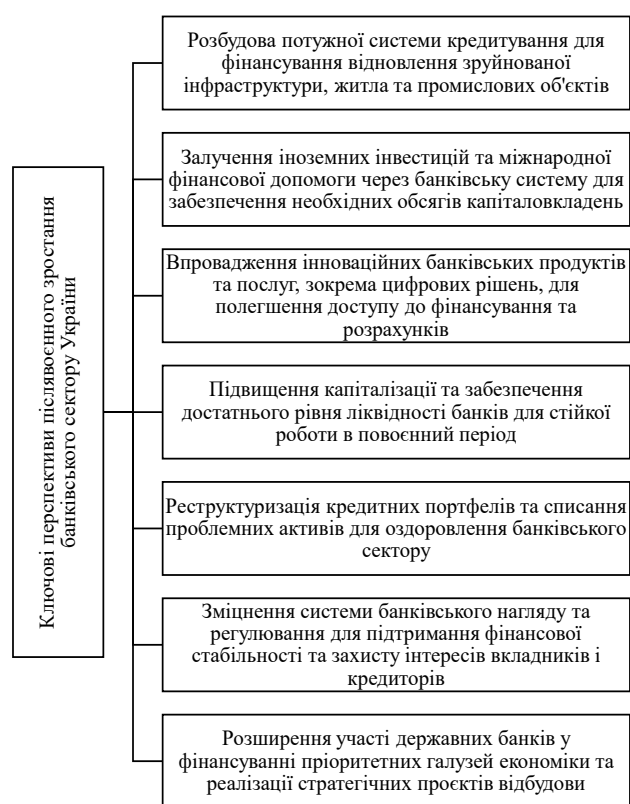 Ключові перспективи післявоєнного зростання
банківського сектору України
Розбудова потужної системи кредитування для
фінансування відновлення зруйнованої
інфраструктури, житла та промислових об'єктів
Залучення іноземних інвестицій та міжнародної
фінансової допомоги через банківську систему для
забезпечення необхідних обсягів капіталовкладень
Впровадження інноваційних банківських продуктів
та послуг, зокрема цифрових рішень, для
полегшення доступу до фінансування та
розрахунків
Підвищення капіталізації та забезпечення
достатнього рівня ліквідності банків для стійкої
роботи в повоєнний період
Реструктуризація кредитних портфелів та списання
проблемних активів для оздоровлення банківського
сектору
Зміцнення системи банківського нагляду та
регулювання для підтримання фінансової
стабільності та захисту інтересів вкладників і
кредиторів
Розширення участі державних банків у
фінансуванні пріоритетних галузей економіки та
реалізації стратегічних проєктів відбудови